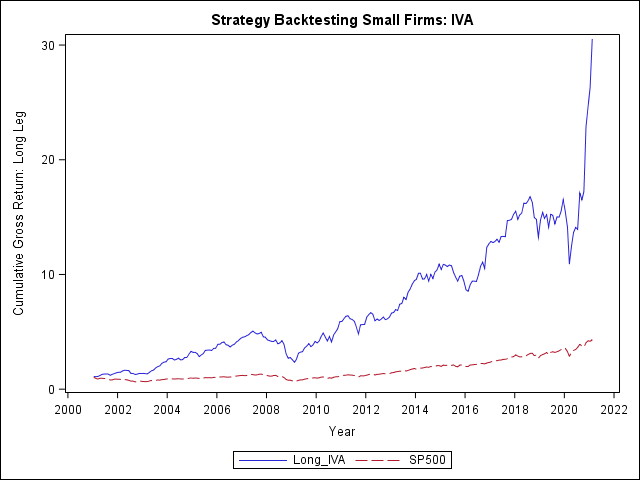 Strategy Backtesting Small Firms: IVA
Cumulative Gross Return: Long Leg
30
20
10
0
2000 2002 2004 2006 2008 2010 2012 2014 2016 2018 2020 2022
Year
Long_IVA SP500